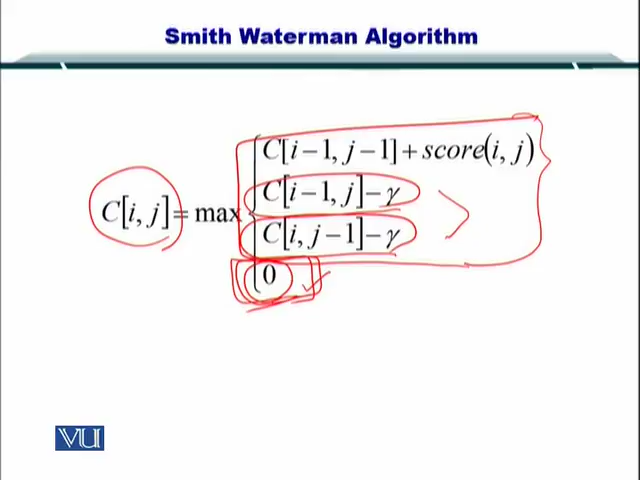 Smith Waterman Algorithm
C[i − 1, j − 1] + score(i, j)
C[i − 1, j] − γ
C[i, j] = max
C[i, j − 1] − γ
0
VU